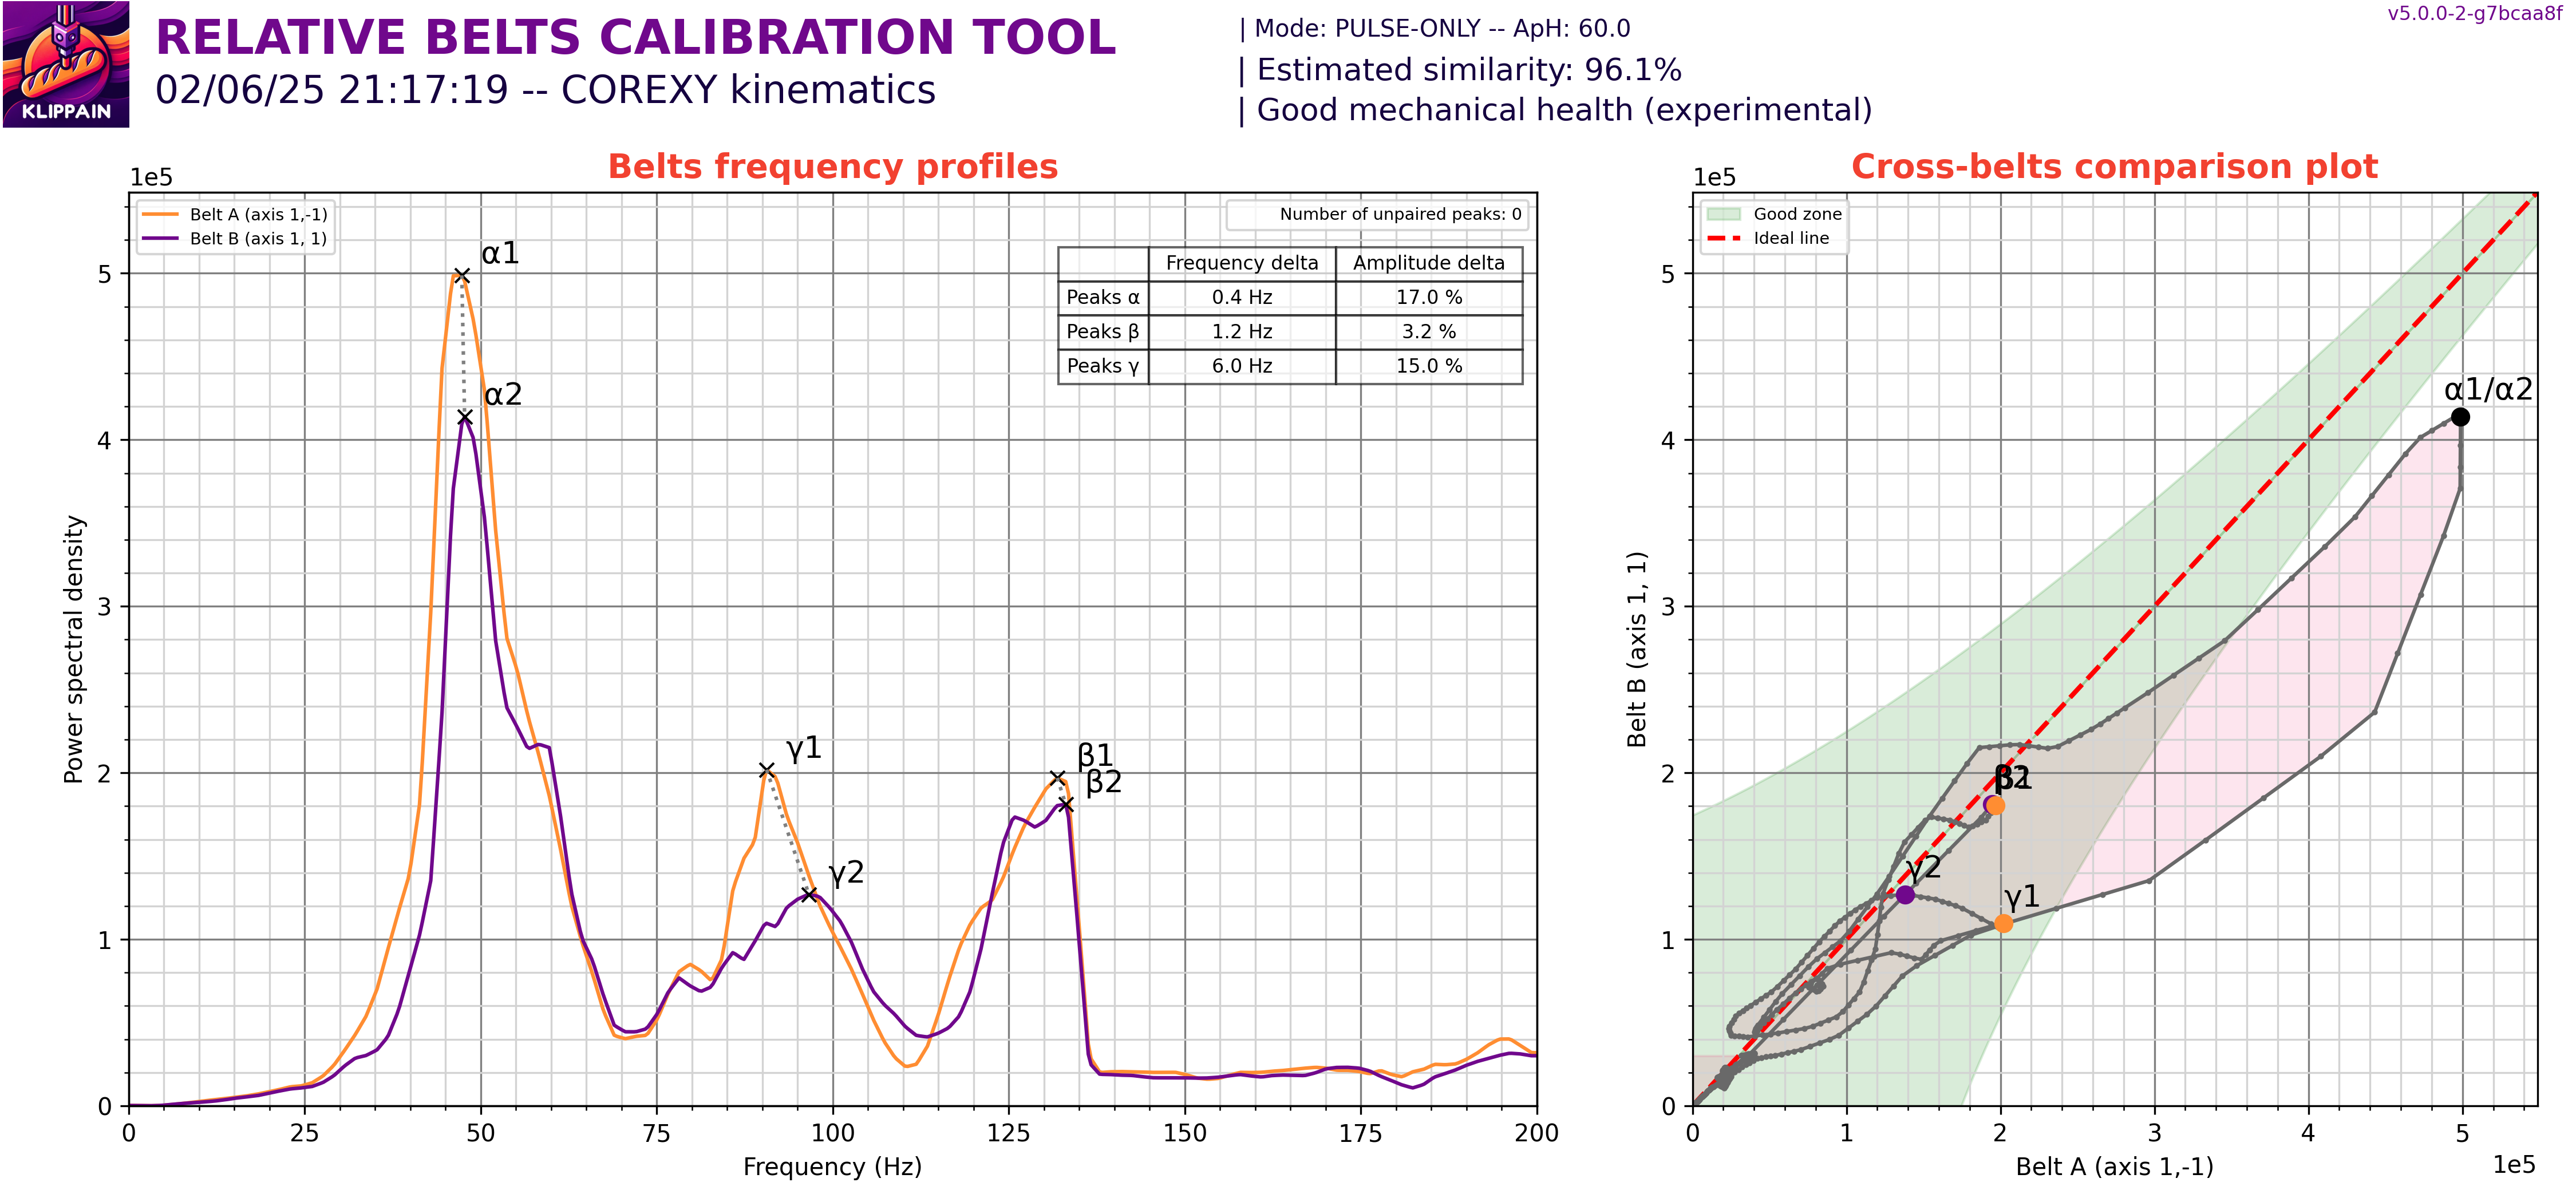 v5.0.0-2-g7bcaa8f
KLIPPAIN
RELATIVE BELTS CALIBRATION TOOL
02/06/25 21:17:19 -- COREXY kinematics
| Mode: PULSE-ONLY -- ApH: 60.0
| Estimated similarity: 96.1%
| Good mechanical health (experimental)
Belts frequency profiles
1e5
Belt A (axis 1,-1)
Belt B (axis 1, 1)
Number of unpaired peaks: 0
Frequency delta Amplitude delta
Peaks α 0.4 Hz 17.0 %
Peaks β 1.2 Hz 3.2 %
Peaks γ 6.0 Hz 15.0 %
α1
α2
γ1
γ2
β1
β2
5
4
3
2
1
0
Power spectral density
0 25 50 75 100 125 150 175 200
Frequency (Hz)
Cross-belts comparison plot
1e5
Good zone
Ideal line
α1/α2
γ2
γ1
5
4
3
2
1
0
Belt B (axis 1, 1)
0 1 2 3 4 5
Belt A (axis 1,-1)
1e5